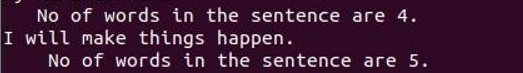 No of words in the sentence are 4.
I will make things happen.
No of words in the sentence are 5.